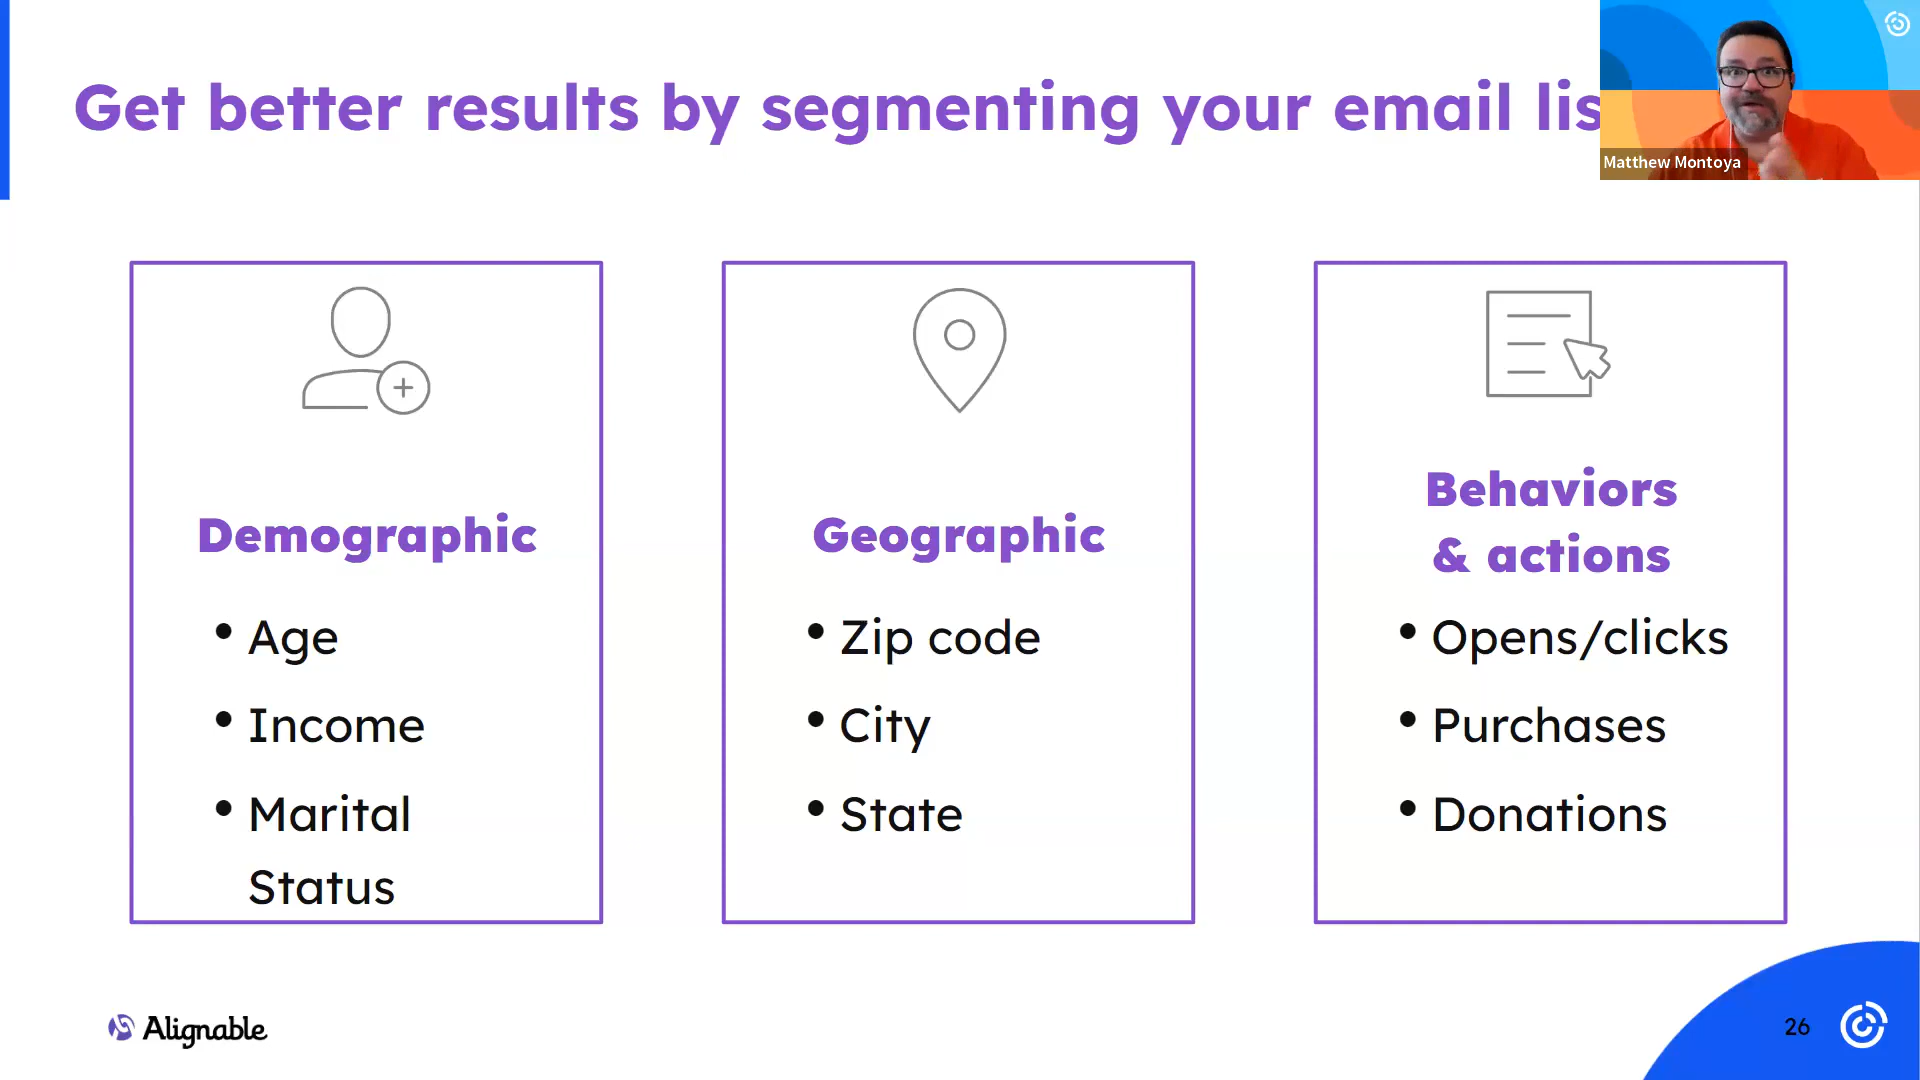 Get better results by segmenting your email lis
Matthew Montoya
Demographic
• Age
• Income
• Marital
Status
Geographic
• Zip code
• City
• State
Behaviors
& actions
• Opens/clicks
• Purchases
• Donations
Alignable
26